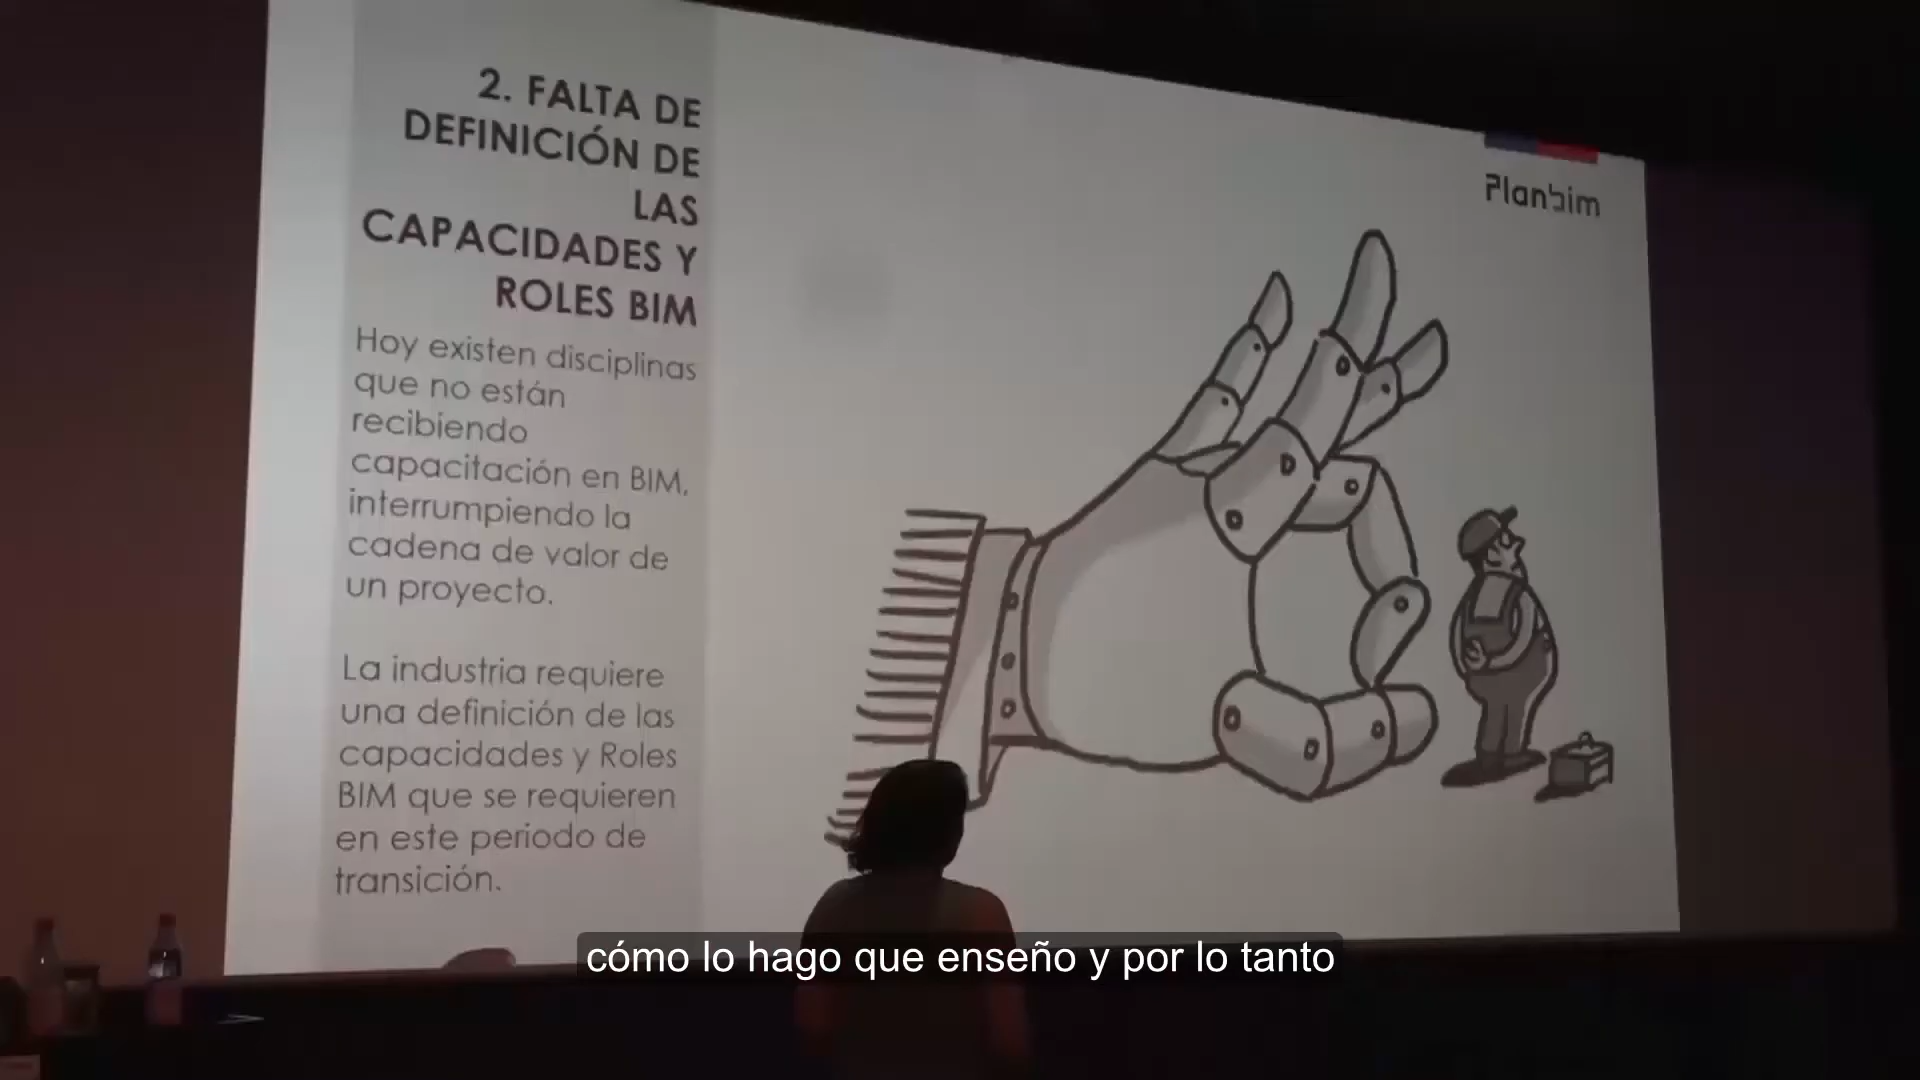 2. FALTA DE
DEFINICIÓN DE
LAS
CAPACIDADES Y
ROLES BIM
Hoy existen disciplinas
que no están
recibiendo
capacitación en BIM,
interrumpiendo la
cadena de valor de
un proyecto.
La industria requiere
una definición de las
capacidades y Roles
BIM que se requieren
en este periodo de
transición.
Planbim
cómo lo hago que enseño y por lo tanto